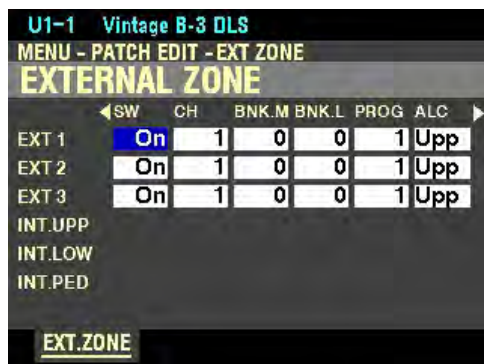 U1-1 Vintage B-3 DLS
MENU - PATCH EDIT - EXT ZONE
EXTERNAL ZONE
SW CH BNK.M BNK.L PROG ALC
EXT 1 On 1 0 0 1 Upp
EXT 2 On 1 0 0 1 Upp
EXT 3 On 1 0 0 1 Upp
INT.UPP
INT.LOW
INT.PED
EXT.ZONE